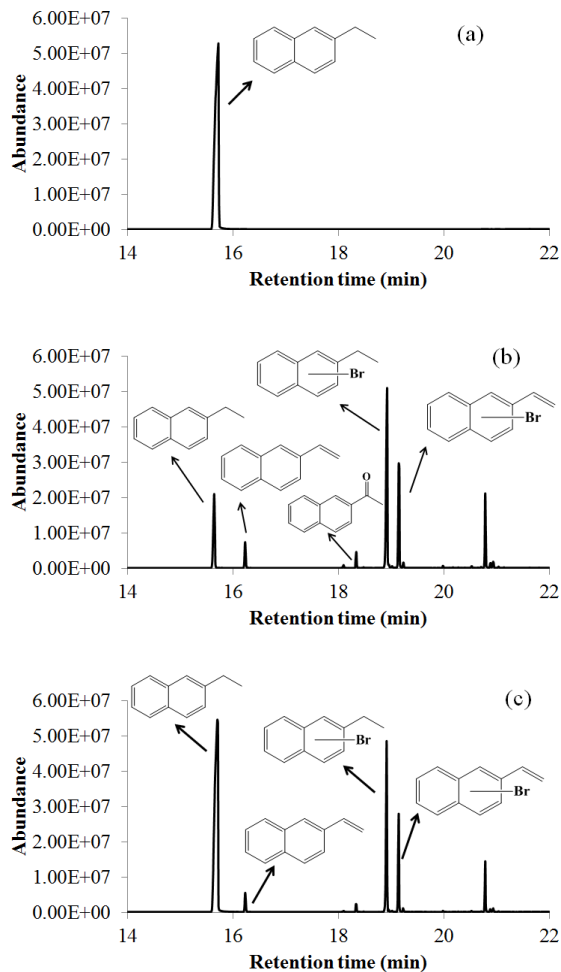 (a)
Abundance
6.00E+07
5.00E+07
4.00E+07
3.00E+07
2.00E+07
1.00E+07
0.00E+00
14 16 18 20 22
Retention time (min)
(b)
Abundance
6.00E+07
5.00E+07
4.00E+07
3.00E+07
2.00E+07
1.00E+07
0.00E+00
Br
Br
O
14 16 18 20 22
Retention time (min)
(c)
Abundance
6.00E+07
5.00E+07
4.00E+07
3.00E+07
2.00E+07
1.00E+07
0.00E+00
Br
Br
14 16 18 20 22
Retention time (min)